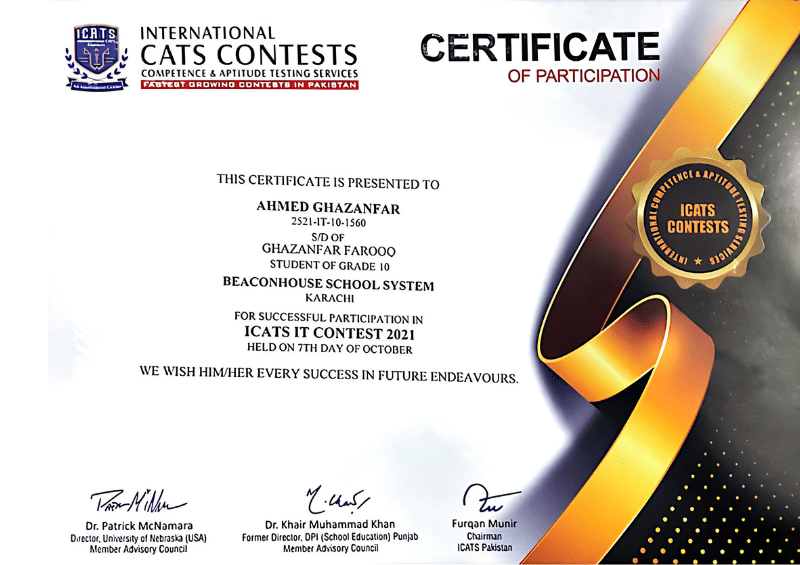 ICATS
An Assessment Center
INTERNATIONAL
CATS CONTESTS
COMPETENCE & APTITUDE TESTING SERVICES
FASTEST GROWING CONTESTS IN PAKISTAN
CERTIFICATE
OF PARTICIPATION
INTERNATIONAL COMPETENCE & APTITUDE TESTING SERVICES
ICATS
CONTESTS
THIS CERTIFICATE IS PRESENTED TO
AHMED GHAZANFAR
2521-IT-10-1560
S/D OF
GHAZANFAR FAROOQ
STUDENT OF GRADE 10
BEACONHOUSE SCHOOL SYSTEM
KARACHI
FOR SUCCESSFUL PARTICIPATION IN
ICATS IT CONTEST 2021
HELD ON 7TH DAY OF OCTOBER
WE WISH HIM/HER EVERY SUCCESS IN FUTURE ENDEAVOURS.
Dr. Patrick McNamara
Director, University of Nebraska (USA)
Member Advisory Council
Dr. Khair Muhammad Khan
Former Director, DPI (School Education) Punjab
Member Advisory Council
Furqan Munir
Chairman
ICATS Pakistan